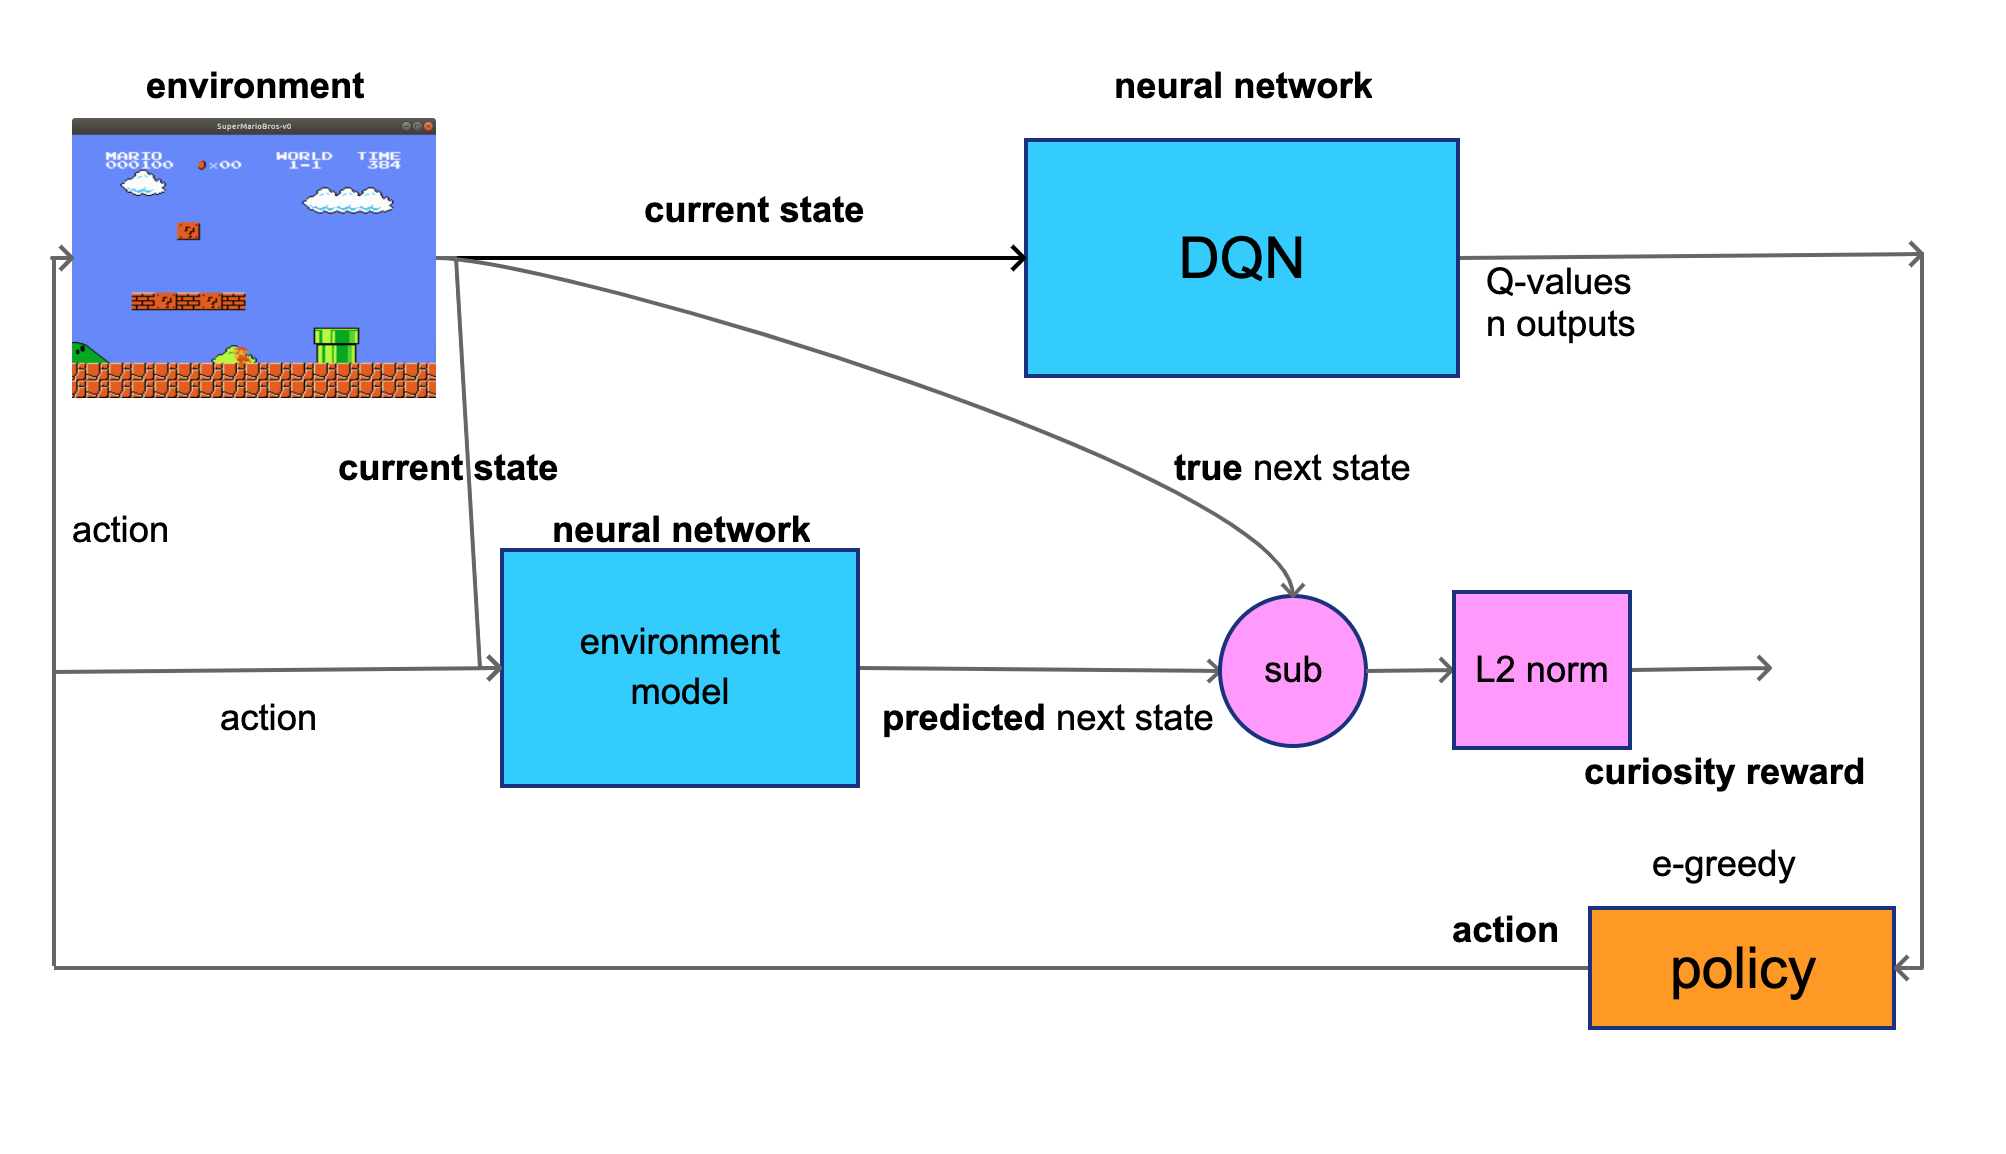 environment
neural network
SuperMarioBros-v0
MARIO
000100
×00
WORLD
1-1
TIME
384
?
? ?
current state
DQN
Q-values
n outputs
current state
true next state
action
neural network
environment
model
sub
L2 norm
action
predicted next state
curiosity reward
e-greedy
action
policy